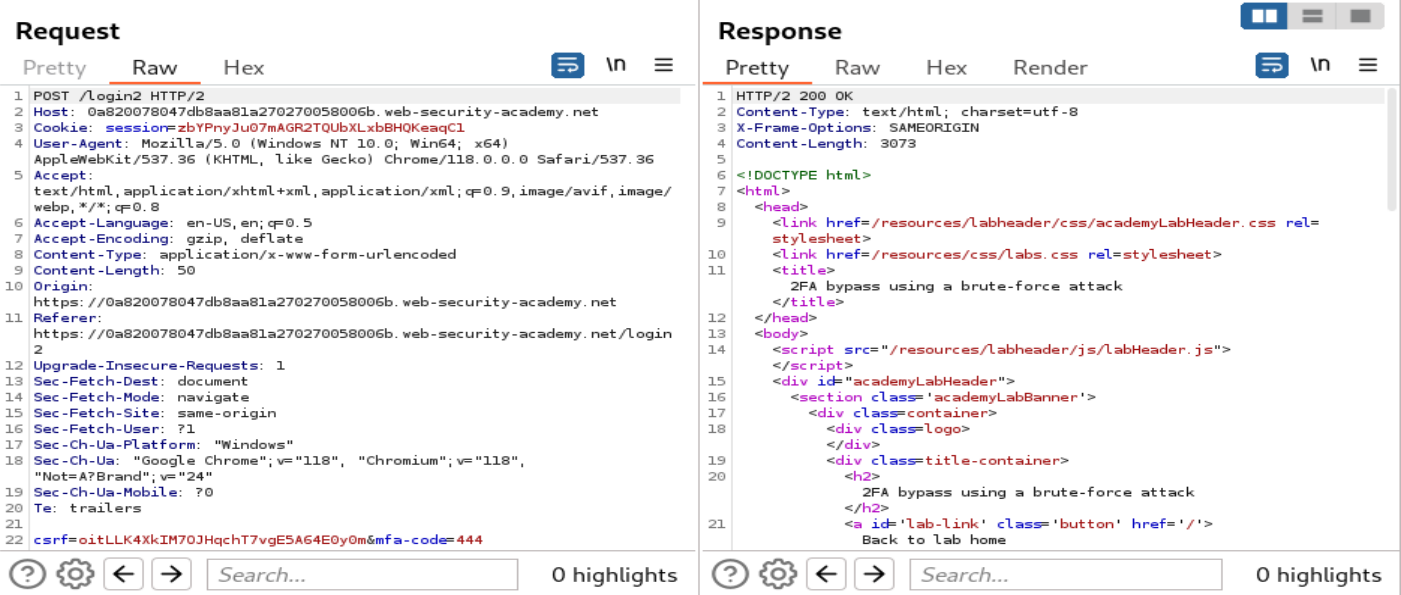 Request
Pretty Raw Hex \n
1 POST /login2 HTTP/2
2 Host: 0a820078047db8aa81a270270058006b.web-security-academy.net
3 Cookie: session=zbYPnyJu07mAGR2TQUbXLxbBHQKeaqC1
4 User-Agent: Mozilla/5.0 (Windows NT 10.0; Win64; x64)
AppleWebKit/537.36 (KHTML, like Gecko) Chrome/118.0.0.0 Safari/537.36
5 Accept:
text/html,application/xhtml+xml,application/xml;q=0.9,image/avif,image/
webp,*/*;q=0.8
6 Accept-Language: en-US,en;q=0.5
7 Accept-Encoding: gzip, deflate
8 Content-Type: application/x-www-form-urlencoded
9 Content-Length: 50
10 Origin:
https://0a820078047db8aa81a270270058006b.web-security-academy.net
11 Referer:
https://0a820078047db8aa81a270270058006b.web-security-academy.net/login
2
12 Upgrade-Insecure-Requests: 1
13 Sec-Fetch-Dest: document
14 Sec-Fetch-Mode: navigate
15 Sec-Fetch-Site: same-origin
16 Sec-Fetch-User: ?1
17 Sec-Ch-Ua-Platform: "Windows"
18 Sec-Ch-Ua: "Google Chrome";v="118", "Chromium";v="118",
"Not=A?Brand";v="24"
19 Sec-Ch-Ua-Mobile: ?0
20 Te: trailers
21
22 csrf=oitLLK4XkIM7OJHqchT7vgE5A64E0y0m&mfa-code=444
Search... 0 highlights
Response
Pretty Raw Hex Render \n
1 HTTP/2 200 OK
2 Content-Type: text/html; charset=utf-8
3 X-Frame-Options: SAMEORIGIN
4 Content-Length: 3073
5
6 <!DOCTYPE html>
7 <html>
8 <head>
9 <link href=/resources/labheader/css/academyLabHeader.css rel=
stylesheet>
10 <link href=/resources/css/labs.css rel=stylesheet>
11 <title>
2FA bypass using a brute-force attack
</title>
12 </head>
13 <body>
14 <script src="/resources/labheader/js/labHeader.js">
</script>
15 <div id="academyLabHeader">
16 <section class='academyLabBanner'>
17 <div class=container>
18 <div class=logo>
</div>
19 <div class=title-container>
20 <h2>
2FA bypass using a brute-force attack
</h2>
21 <a id='lab-link' class='button' href='/'>
Back to lab home
Search... 0 highlights